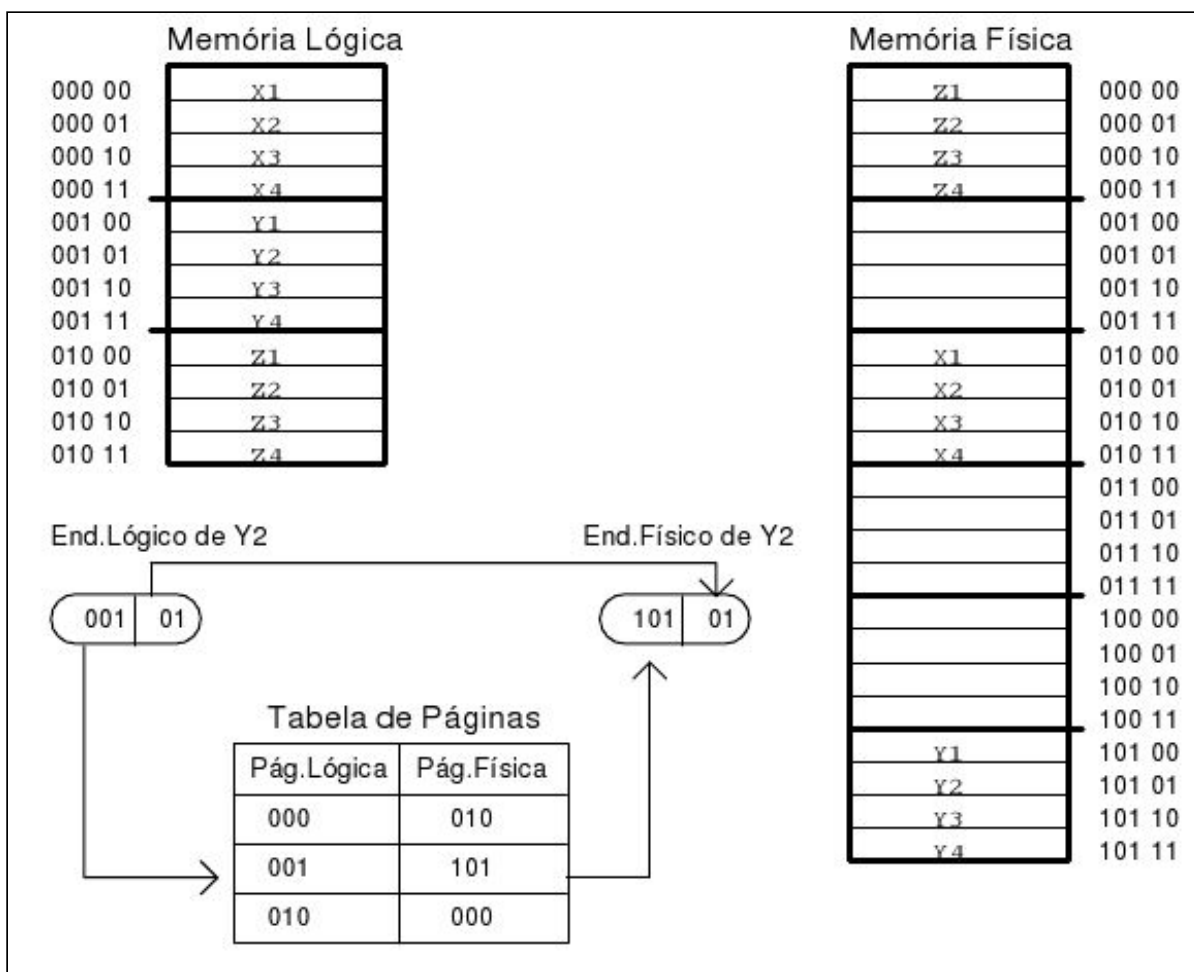 Memória Lógica
000 00 X1
000 01 X2
000 10 X3
000 11 X4
001 00 Y1
001 01 Y2
001 10 Y3
001 11 Y4
010 00 Z1
010 01 Z2
010 10 Z3
010 11 Z4
Memória Física
Z1 000 00
Z2 000 01
Z3 000 10
Z4 000 11
001 00
001 01
001 10
001 11
X1 010 00
X2 010 01
X3 010 10
X4 010 11
011 00
011 01
011 10
011 11
100 00
100 01
100 10
100 11
Y1 101 00
Y2 101 01
Y3 101 10
Y4 101 11
End.Lógico de Y2
001 01
End.Físico de Y2
101 01
Tabela de Páginas
Pág.Lógica Pág.Física
000 010
001 101
010 000